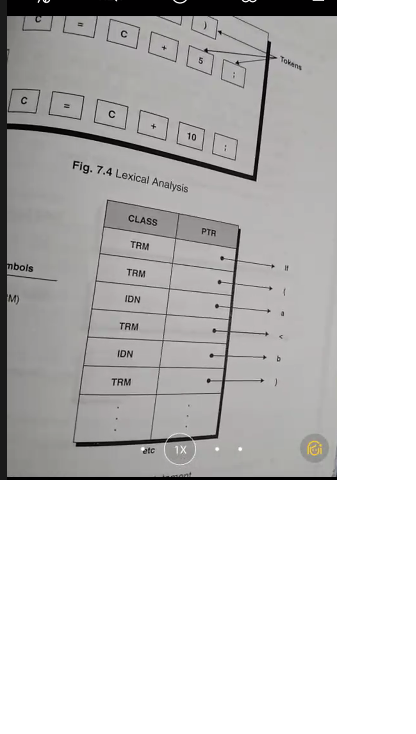 )
C = C + 5 ;
Tokens
C = C + 10 ;
Fig. 7.4 Lexical Analysis
CLASS PTR
TRM If
TRM (
mbols
IDN a
M)
TRM <
IDN b
TRM )
etc
1X